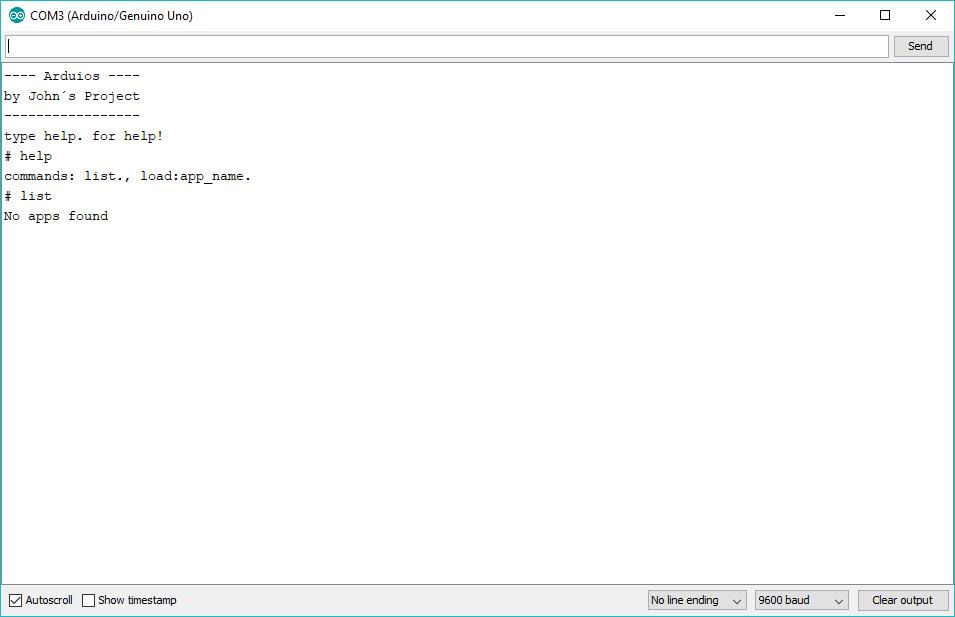 COM3 (Arduino/Genuino Uno)
Send
---- Arduios ----
by John´s Project
-----------------
type help. for help!
# help
commands: list., load:app_name.
# list
No apps found
Autoscroll Show timestamp No line ending 9600 baud Clear output